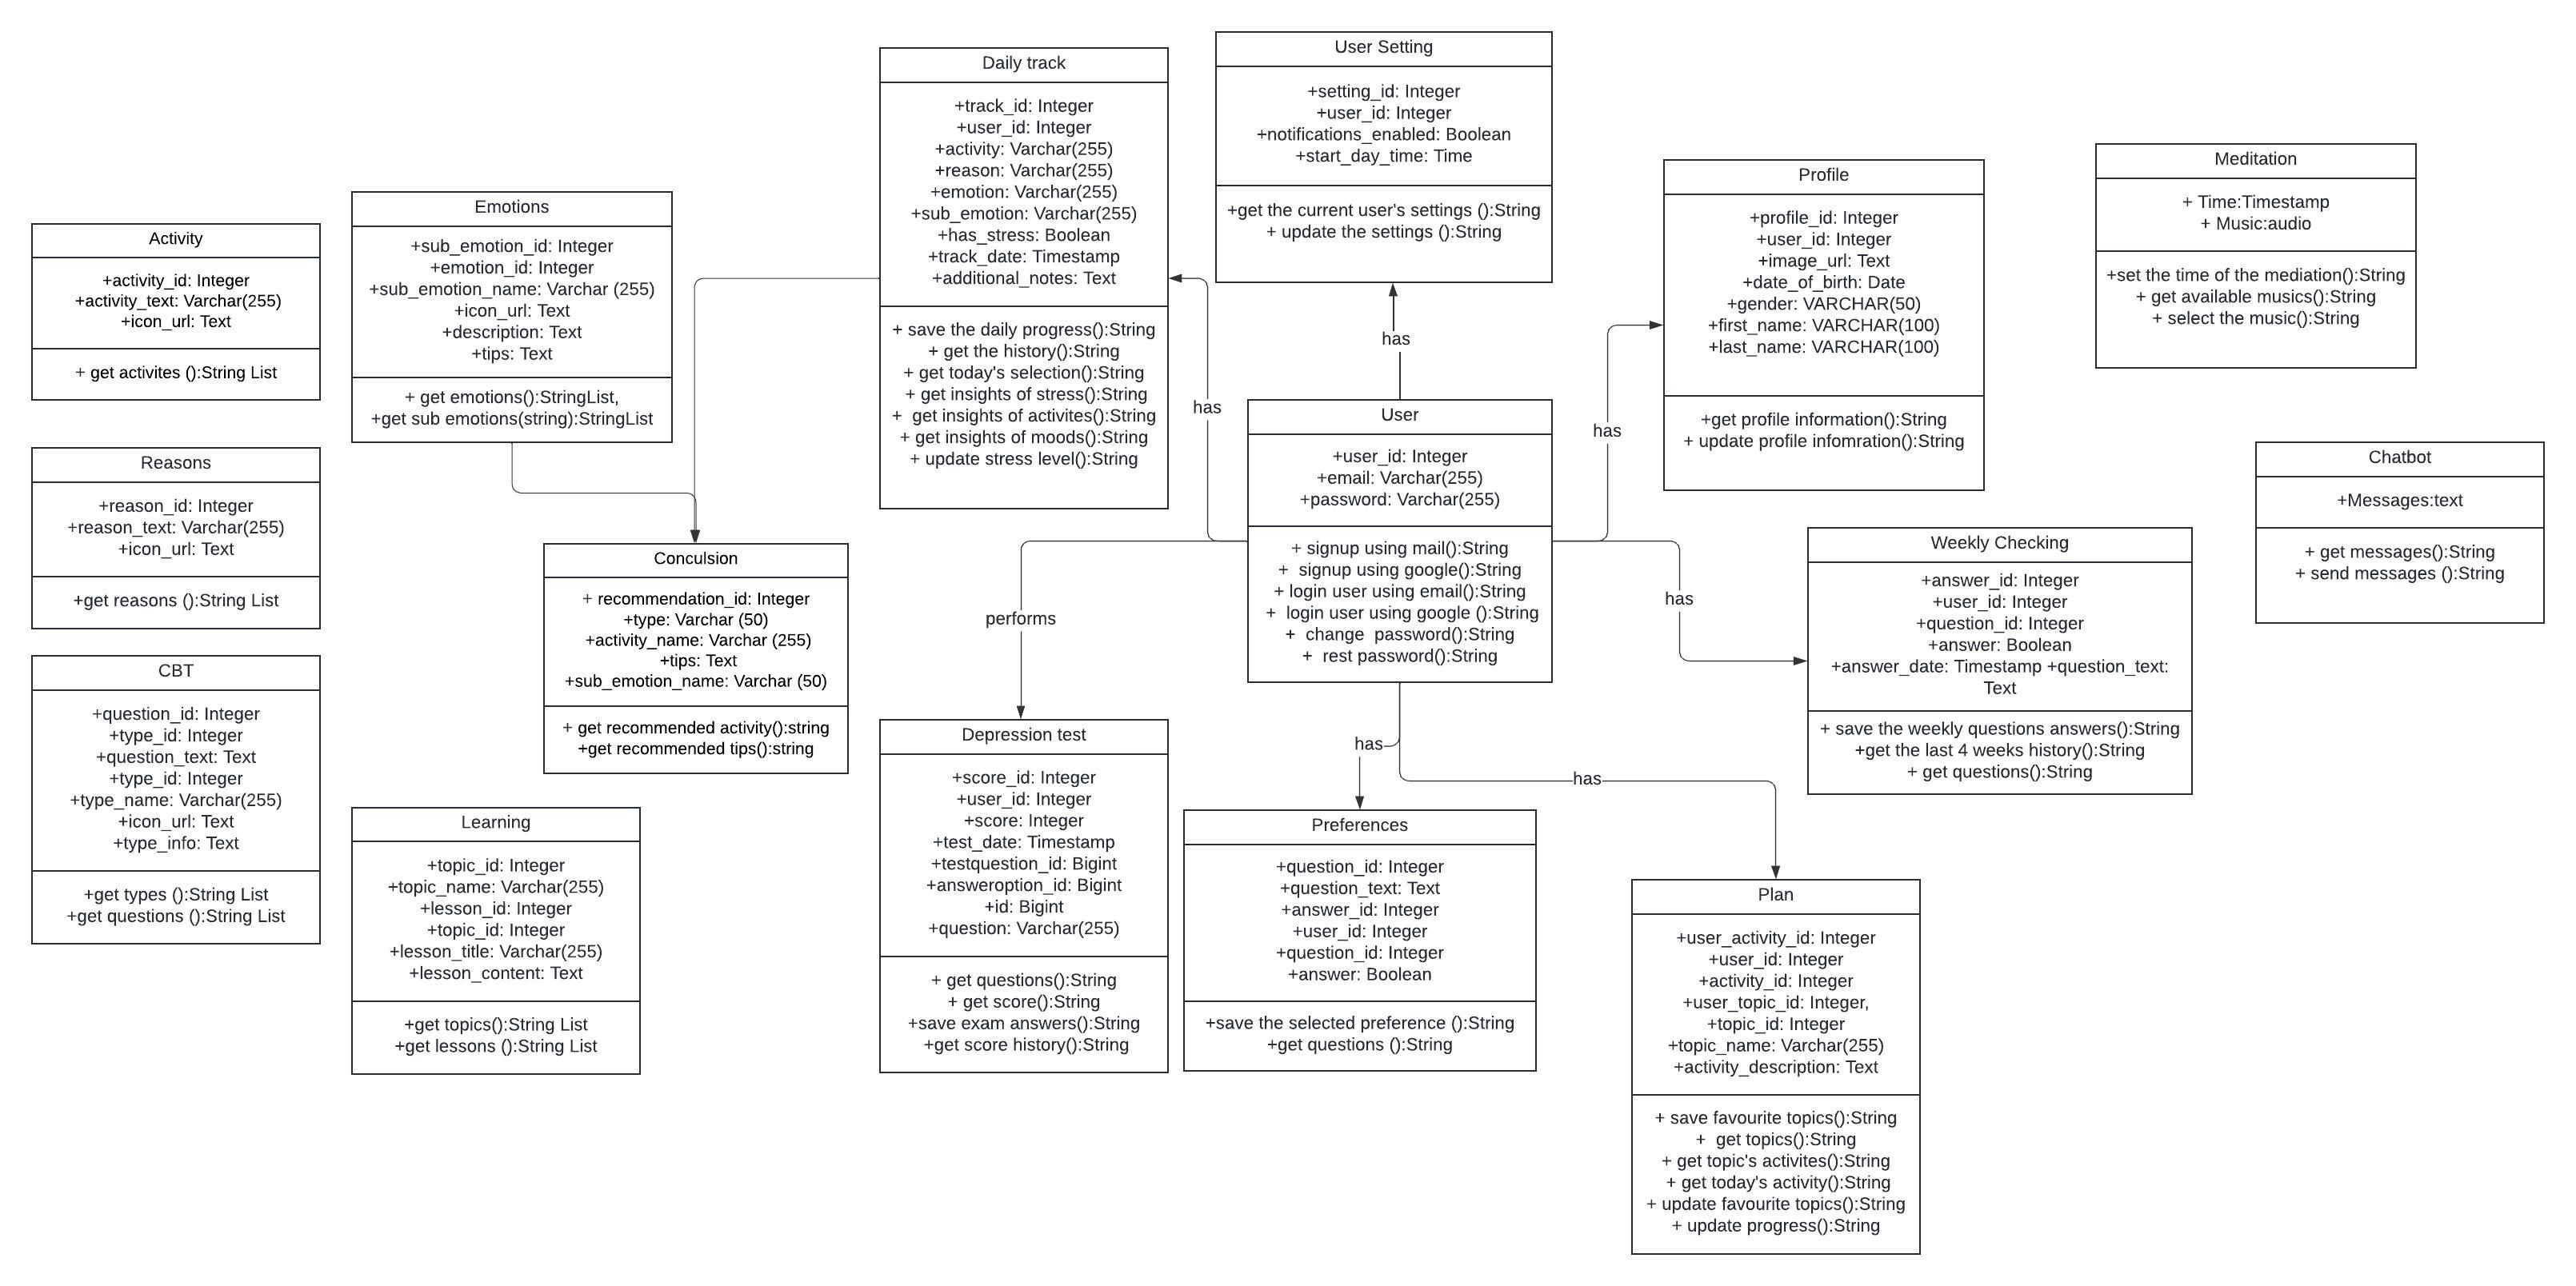 Activity
+activity_id: Integer
+activity_text: Varchar(255)
+icon_url: Text
+ get activites ():String List
Reasons
+reason_id: Integer
+reason_text: Varchar(255)
+icon_url: Text
+get reasons ():String List
CBT
+question_id: Integer
+type_id: Integer
+question_text: Text
+type_id: Integer
+type_name: Varchar(255)
+icon_url: Text
+type_info: Text
+get types ():String List
+get questions ():String List
Emotions
+sub_emotion_id: Integer
+emotion_id: Integer
+sub_emotion_name: Varchar (255)
+icon_url: Text
+description: Text
+tips: Text
+ get emotions():StringList,
+get sub emotions(string):StringList
Conculsion
+ recommendation_id: Integer
+type: Varchar (50)
+activity_name: Varchar (255)
+tips: Text
+sub_emotion_name: Varchar (50)
+ get recommended activity():string
+get recommended tips():string
Learning
+topic_id: Integer
+topic_name: Varchar(255)
+lesson_id: Integer
+topic_id: Integer
+lesson_title: Varchar(255)
+lesson_content: Text
+get topics():String List
+get lessons ():String List
Daily track
+track_id: Integer
+user_id: Integer
+activity: Varchar(255)
+reason: Varchar(255)
+emotion: Varchar(255)
+sub_emotion: Varchar(255)
+has_stress: Boolean
+track_date: Timestamp
+additional_notes: Text
+ save the daily progress():String
+ get the history():String
+ get today's selection():String
+ get insights of stress():String
+ get insights of activites():String
+ get insights of moods():String
+ update stress level():String
User Setting
+setting_id: Integer
+user_id: Integer
+notifications_enabled: Boolean
+start_day_time: Time
+get the current user's settings ():String
+ update the settings ():String
has
has
has
User
+user_id: Integer
+email: Varchar(255)
+password: Varchar(255)
+ signup using mail():String
+ signup using google():String
+ login user using email():String
+ login user using google ():String
+ change password():String
+ rest password():String
performs
has
has
has
Depression test
+score_id: Integer
+user_id: Integer
+score: Integer
+test_date: Timestamp
+testquestion_id: Bigint
+answeroption_id: Bigint
+id: Bigint
+question: Varchar(255)
+ get questions():String
+ get score():String
+save exam answers():String
+get score history():String
Preferences
+question_id: Integer
+question_text: Text
+answer_id: Integer
+user_id: Integer
+question_id: Integer
+answer: Boolean
+save the selected preference ():String
+get questions ():String
Profile
+profile_id: Integer
+user_id: Integer
+image_url: Text
+date_of_birth: Date
+gender: VARCHAR(50)
+first_name: VARCHAR(100)
+last_name: VARCHAR(100)
+get profile information():String
+ update profile infomration():String
Weekly Checking
+answer_id: Integer
+user_id: Integer
+question_id: Integer
+answer: Boolean
+answer_date: Timestamp +question_text:
Text
+ save the weekly questions answers():String
+get the last 4 weeks history():String
+ get questions():String
Plan
+user_activity_id: Integer
+user_id: Integer
+activity_id: Integer
+user_topic_id: Integer,
+topic_id: Integer
+topic_name: Varchar(255)
+activity_description: Text
+ save favourite topics():String
+ get topics():String
+ get topic's activites():String
+ get today's activity():String
+ update favourite topics():String
+ update progress():String
Meditation
+ Time:Timestamp
+ Music:audio
+set the time of the mediation():String
+ get available musics():String
+ select the music():String
Chatbot
+Messages:text
+ get messages():String
+ send messages ():String